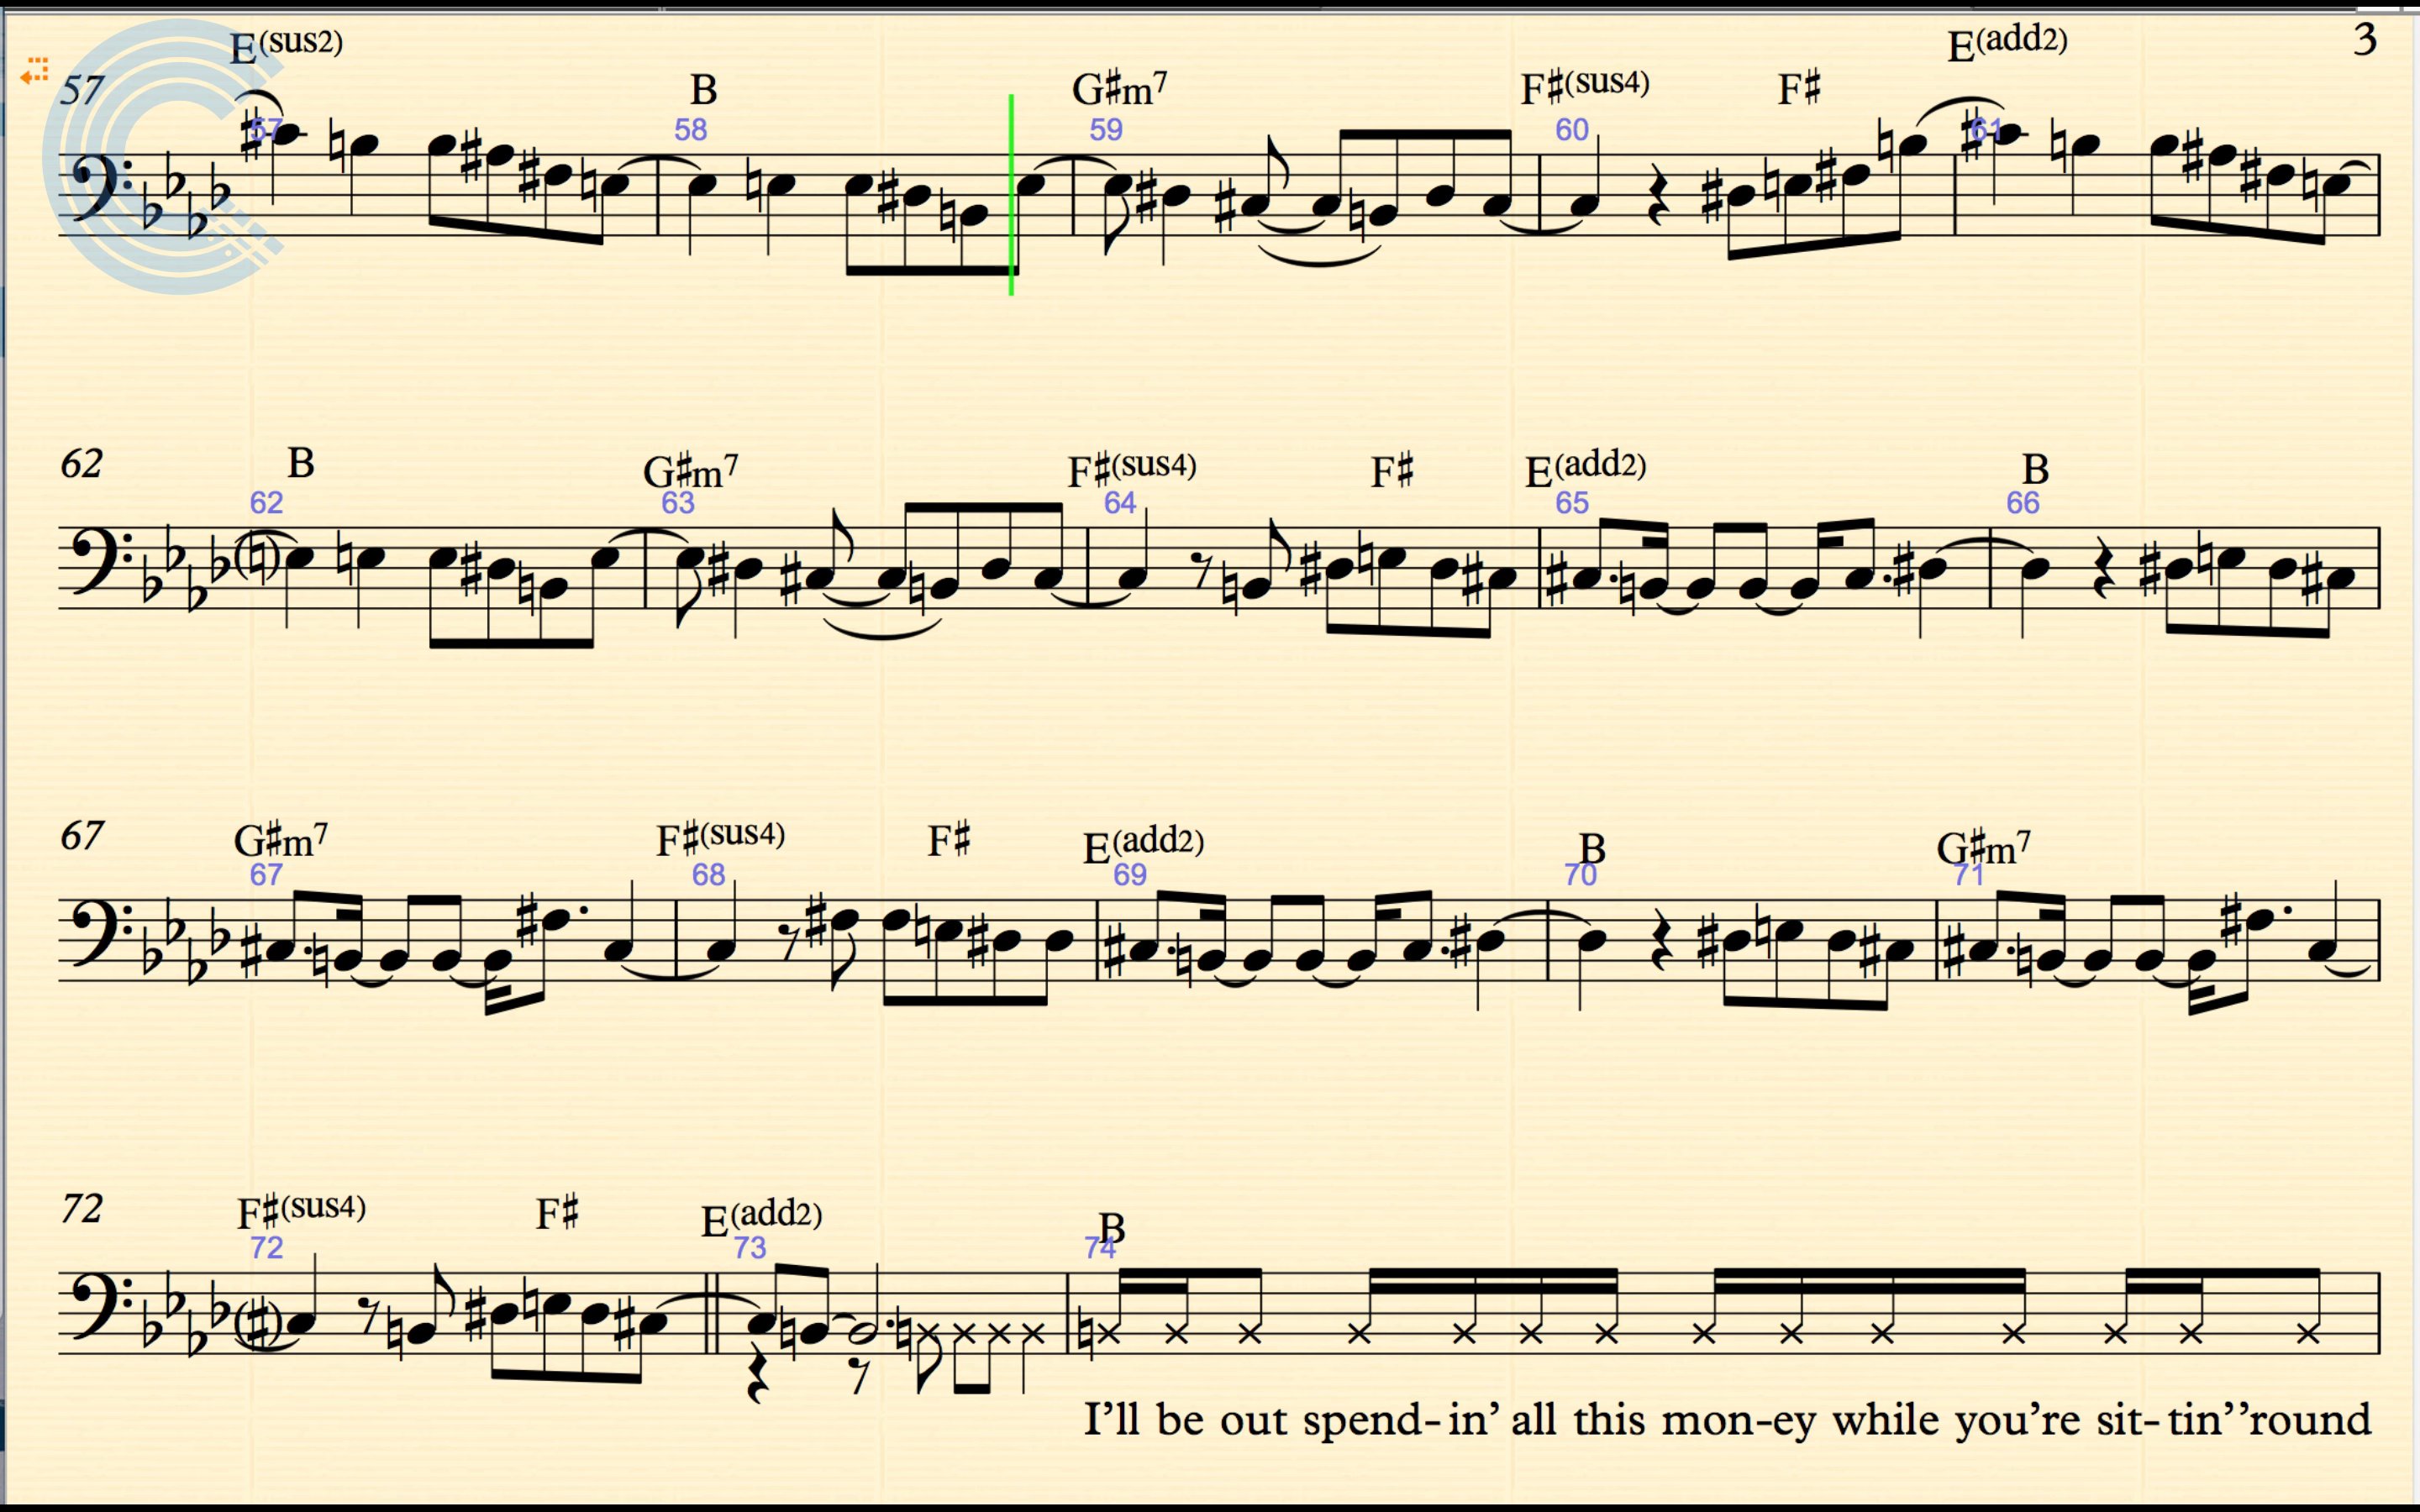 E(sus2) E(add2) 3
57 B G♯m7 F♯(sus4) F♯
57 58 59 60 61
62 B G♯m7 F♯(sus4) F♯ E(add2) B
62 63 64 65 66
67 G♯m7 F♯(sus4) F♯ E(add2) B G♯m7
67 68 69 70 71
72 F♯(sus4) F♯ E(add2) B
72 73 74
I’ll be out spend-in’ all this mon-ey while you’re sit-tin’’round